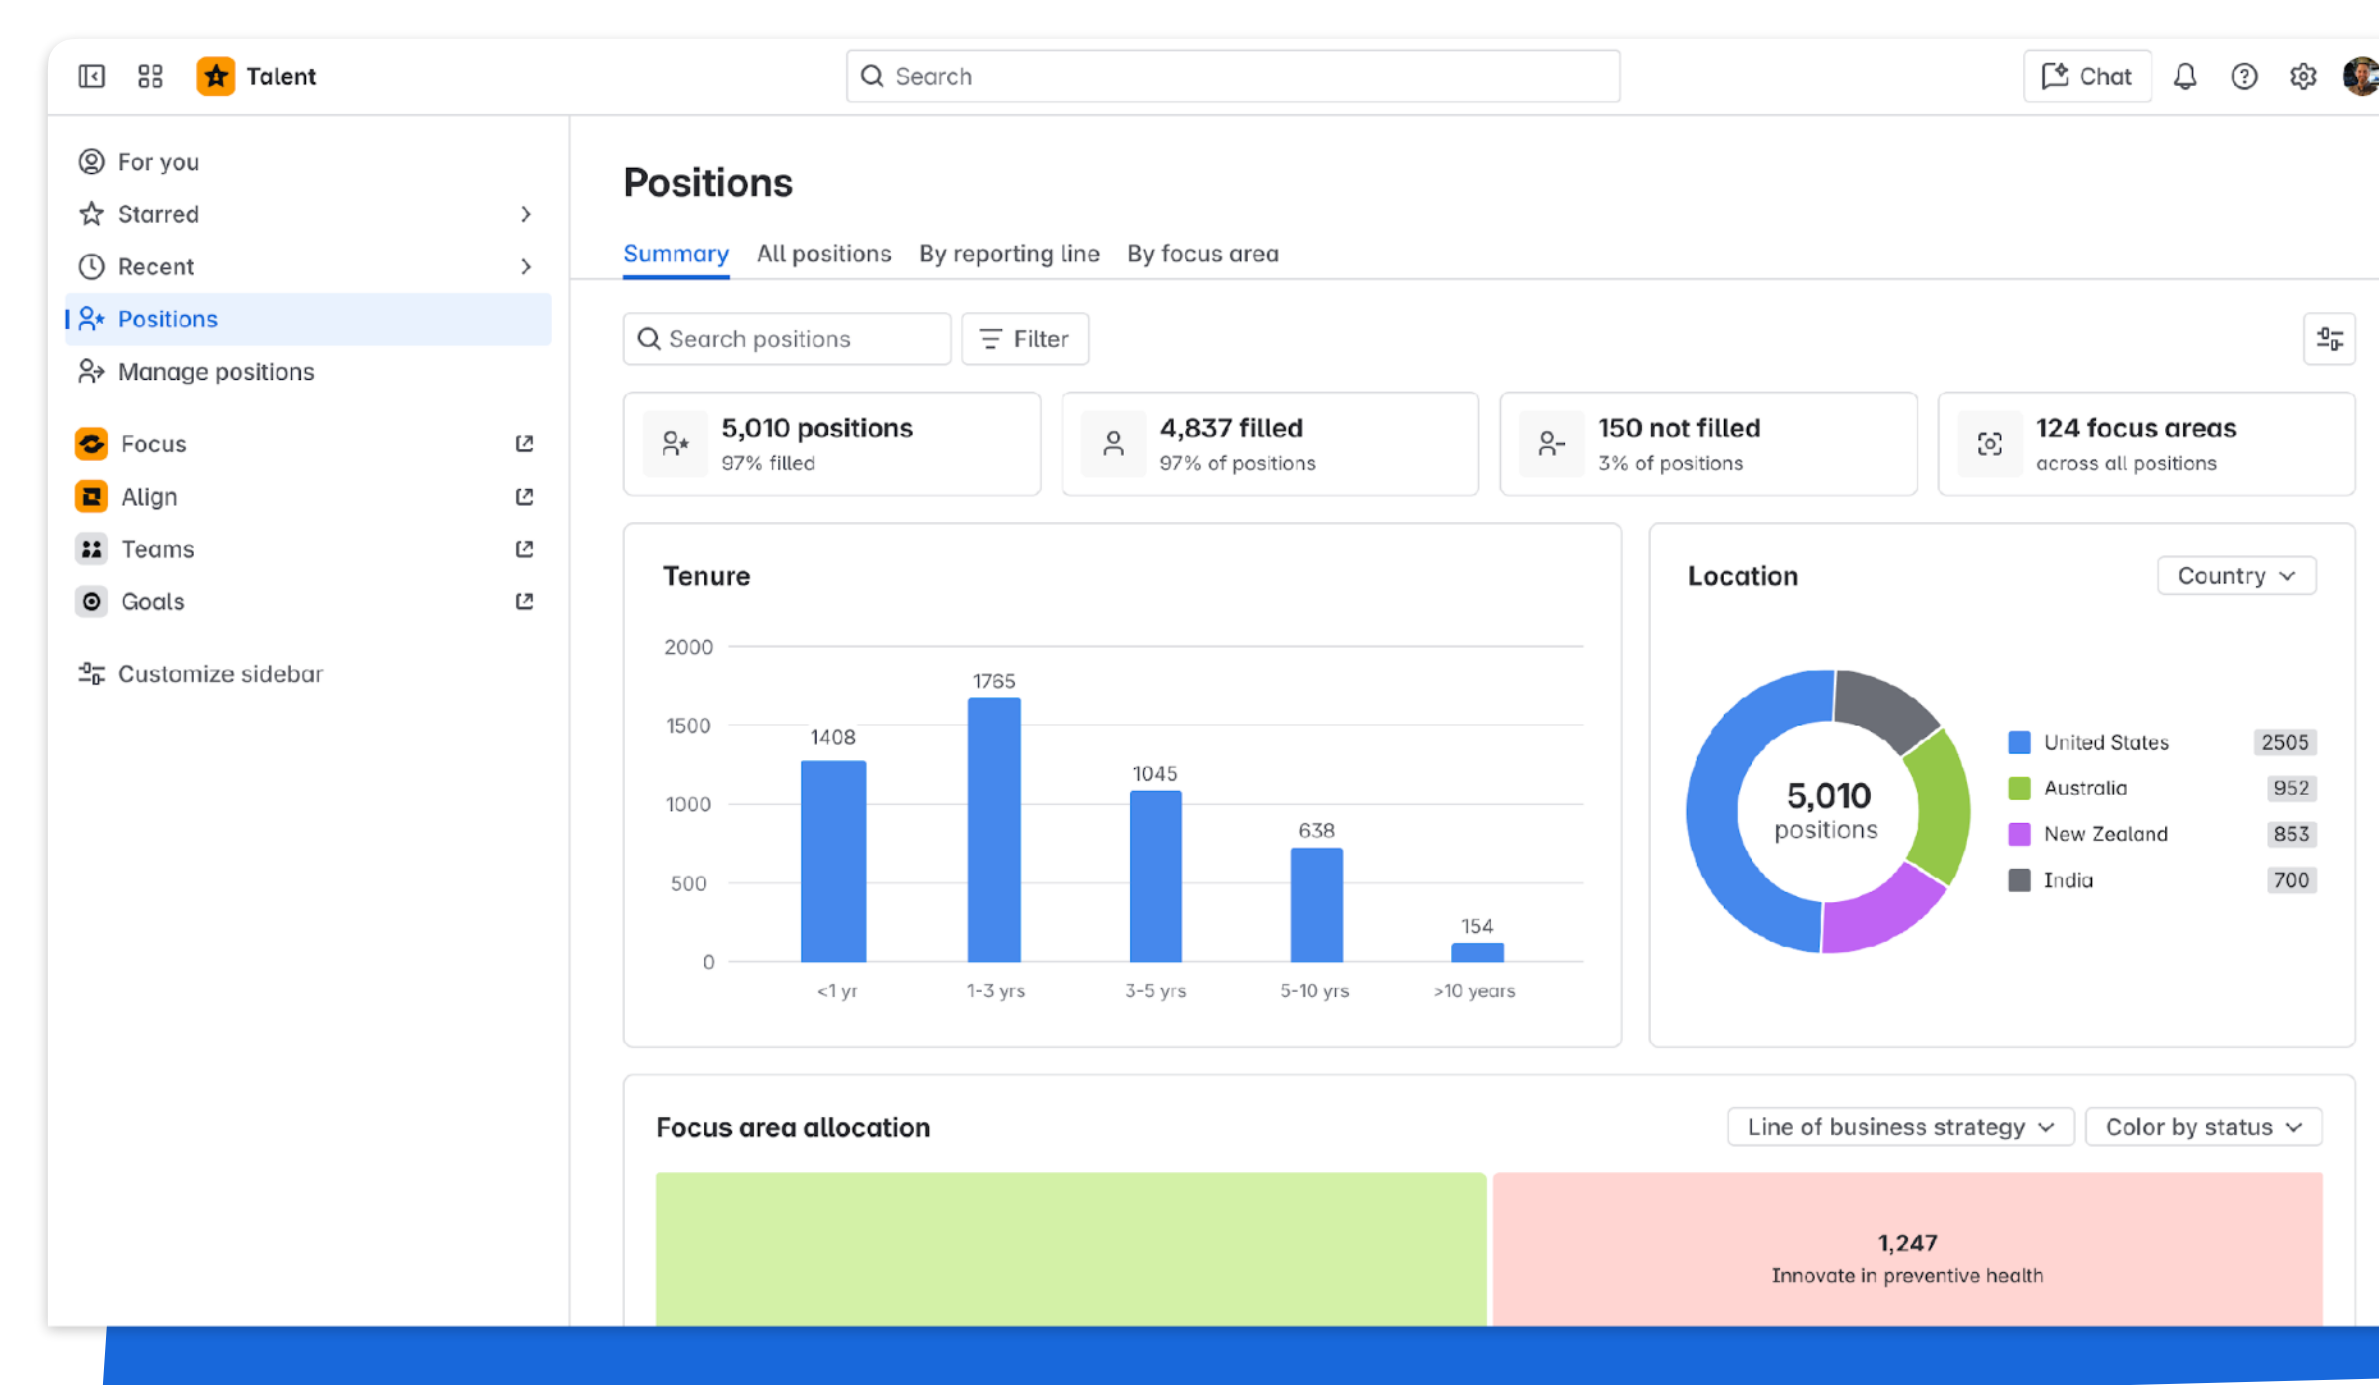 Talent
Search
Chat
For you
Starred
Recent
Positions
Manage positions
Focus
Align
Teams
Goals
Customize sidebar
Positions
Summary
All positions
By reporting line
By focus area
Search positions
Filter
5,010 positions
97% filled
4,837 filled
97% of positions
150 not filled
3% of positions
124 focus areas
across all positions
Tenure
2000
1500
1000
500
0
1408
1765
1045
638
154
<1 yr
1-3 yrs
3-5 yrs
5-10 yrs
>10 years
Location
Country
5,010
positions
United States 2505
Australia 952
New Zealand 853
India 700
Focus area allocation
Line of business strategy
Color by status
1,247
Innovate in preventive health